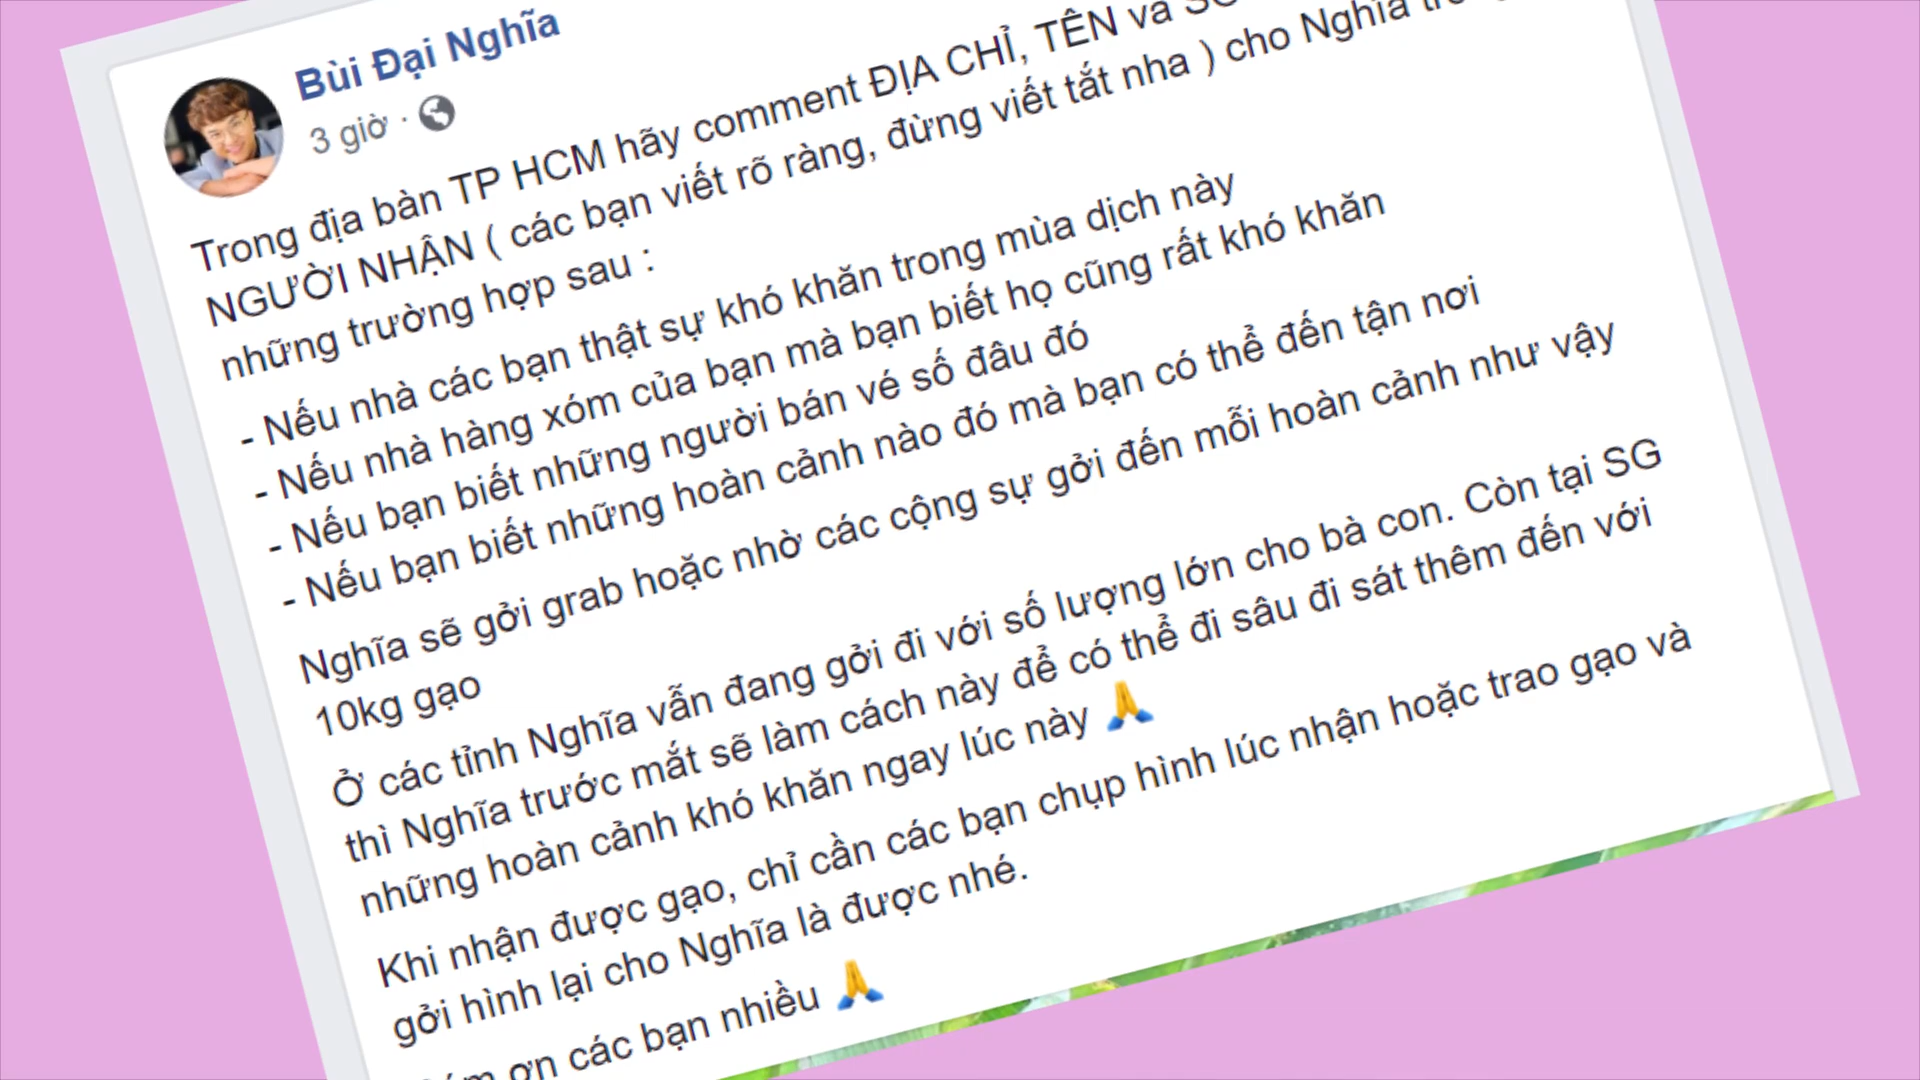 Bùi Đại Nghĩa
3 giờ ·
Trong địa bàn TP HCM hãy comment ĐỊA CHỈ, TÊN và
NGƯỜI NHẬN ( các bạn viết rõ ràng, đừng viết tắt nha ) cho Nghĩa
những trường hợp sau :
- Nếu nhà các bạn thật sự khó khăn trong mùa dịch này
- Nếu nhà hàng xóm của bạn mà bạn biết họ cũng rất khó khăn
- Nếu bạn biết những người bán vé số đâu đó
- Nếu bạn biết những hoàn cảnh nào đó mà bạn có thể đến tận nơi
Nghĩa sẽ gởi grab hoặc nhờ các cộng sự gởi đến mỗi hoàn cảnh như vậy
10kg gạo
Ở các tỉnh Nghĩa vẫn đang gởi đi với số lượng lớn cho bà con. Còn tại SG
thì Nghĩa trước mắt sẽ làm cách này để có thể đi sâu đi sát thêm đến với
những hoàn cảnh khó khăn ngay lúc này 🙏
Khi nhận được gạo, chỉ cần các bạn chụp hình lúc nhận hoặc trao gạo và
gởi hình lại cho Nghĩa là được nhé.
ơn các bạn nhiều 🙏